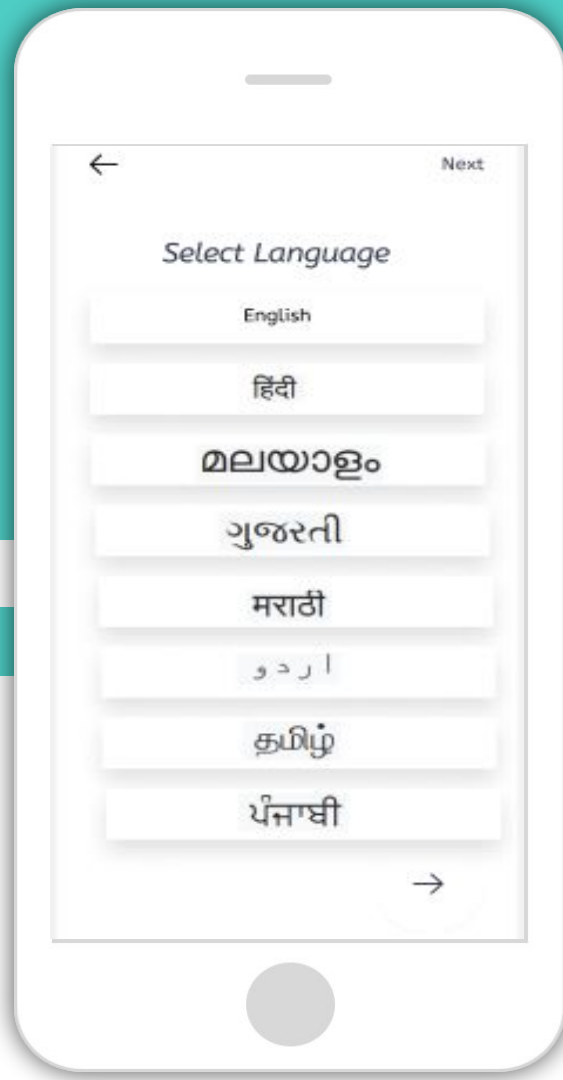 Next
Select Language
English
हिंदी
മലയാളം
ગુજરતી
मराठी
اردو
தமிழ்
ਪੰਜਾਬੀ